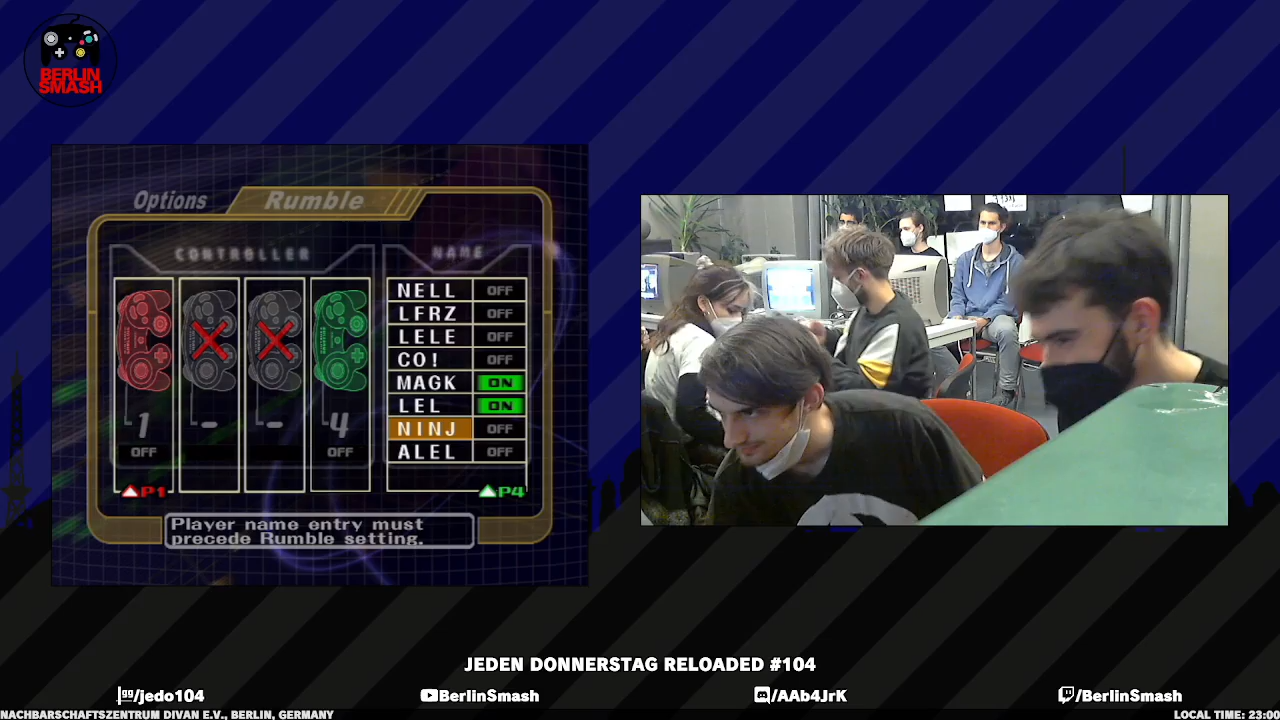 BERLIN
SMASH
Options
Rumble
CONTROLLER
NAME
NELL OFF
LFRZ OFF
LELE OFF
CO! OFF
MAGK ON
LEL ON
NINJ OFF
ALEL OFF
1 - - 4
OFF OFF
P1
P4
Player name entry must
precede Rumble setting.
JEDEN DONNERSTAG RELOADED #104
gg/jedo104
BerlinSmash
/AAb4JrK
/BerlinSmash
NACHBARSCHAFTSZENTRUM DIVAN E.V., BERLIN, GERMANY
LOCAL TIME: 23:00